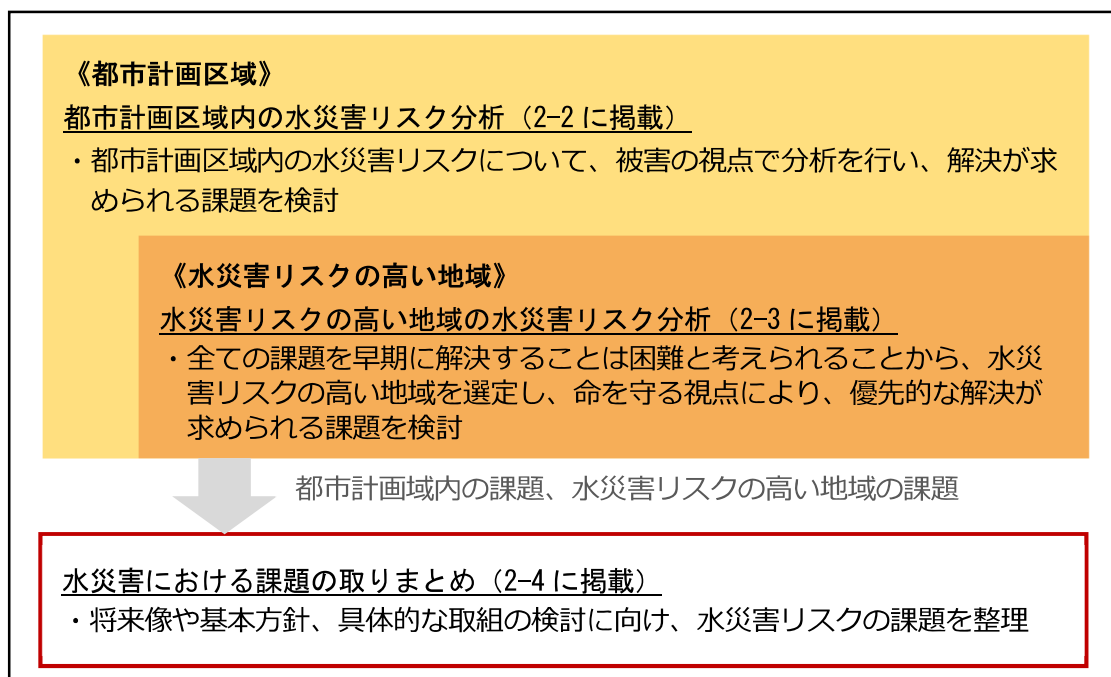 《都市計画区域》
都市計画区域内の水災害リスク分析（2-2 に掲載）
・都市計画区域内の水災害リスクについて、被害の視点で分析を行い、解決が求
められる課題を検討
《水災害リスクの高い地域》
水災害リスクの高い地域の水災害リスク分析（2-3 に掲載）
・全ての課題を早期に解決することは困難と考えられることから、水災
害リスクの高い地域を選定し、命を守る視点により、優先的な解決が
求められる課題を検討
都市計画域内の課題、水災害リスクの高い地域の課題
水災害における課題の取りまとめ（2-4 に掲載）
・将来像や基本方針、具体的な取組の検討に向け、水災害リスクの課題を整理